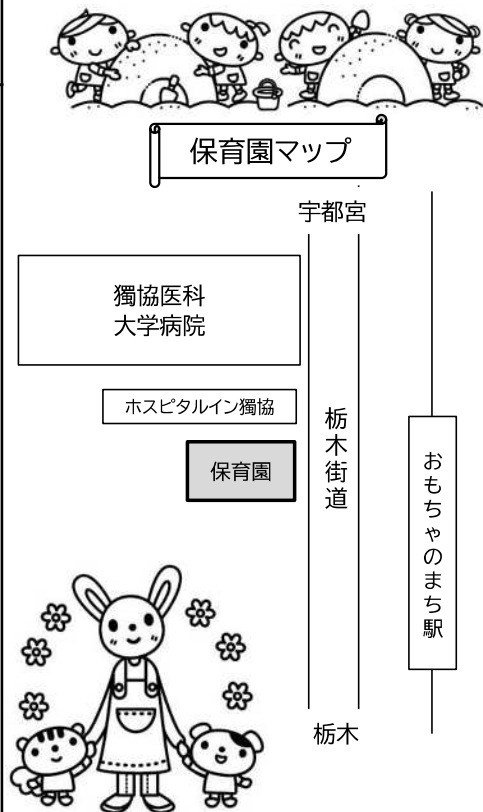 保育園マップ
宇都宮
獨協医科
大学病院
ホスピタルイン獨協
保育園
栃木街道
おもちゃのまち駅
栃木